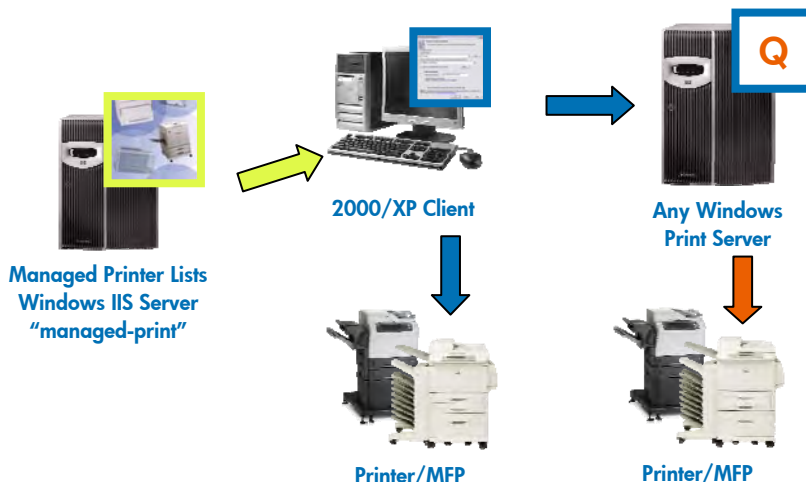 Q
2000/XP Client
Any Windows
Print Server
Managed Printer Lists
Windows IIS Server
“managed-print”
Printer/MFP
Printer/MFP